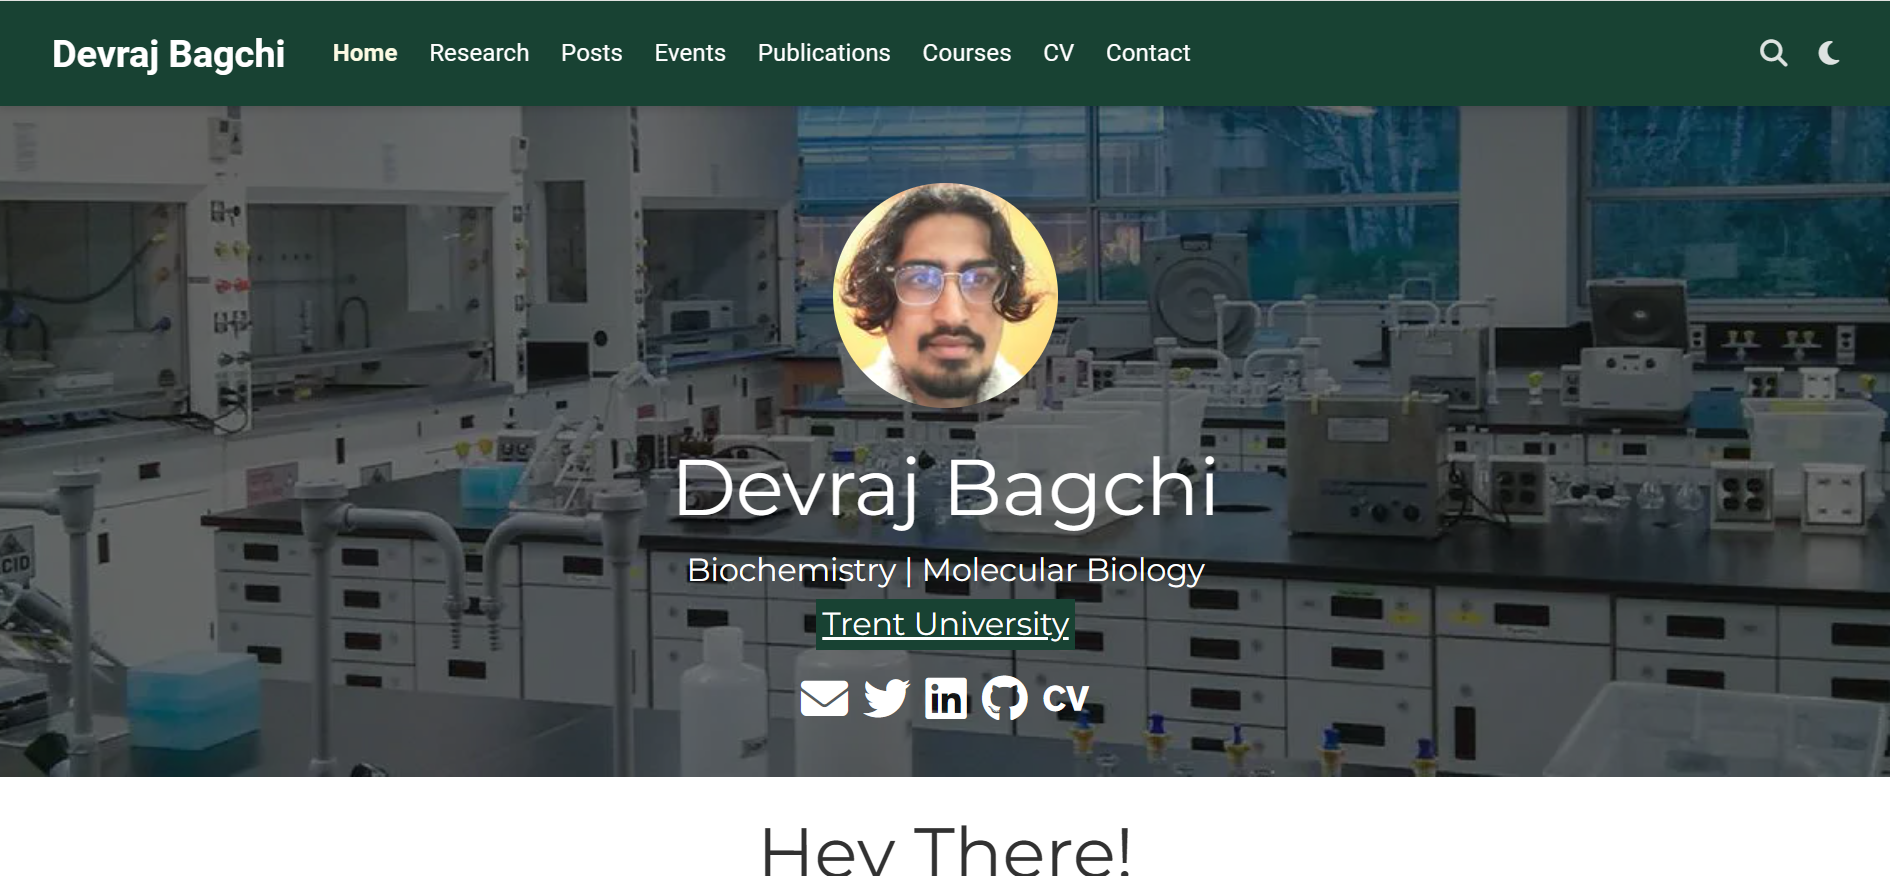 Devraj Bagchi Home Research Posts Events Publications Courses CV Contact
Devraj Bagchi
Biochemistry | Molecular Biology
Trent University
in CV
Hey There!